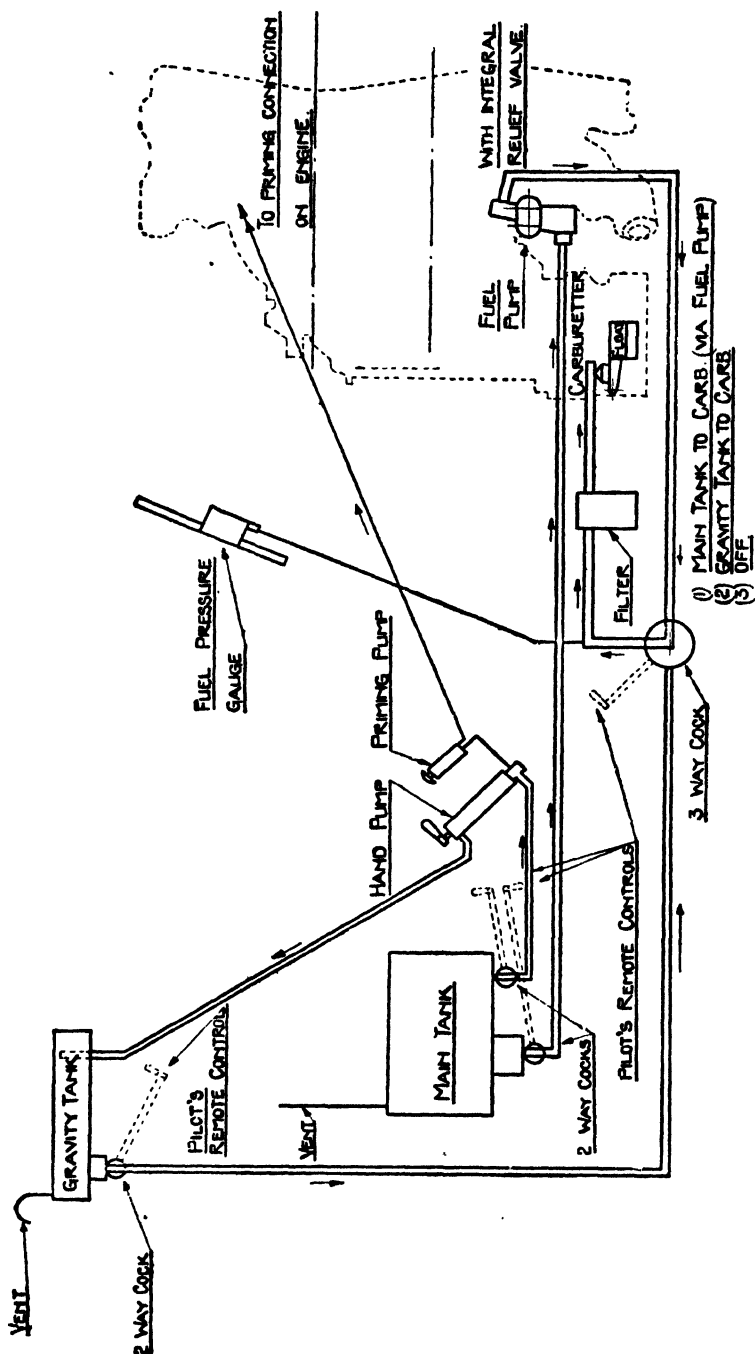 VENT
2 WAY COCK
GRAVITY TANK
PILOT'S
REMOTE CONTROL
VENT
MAIN TANK
2 WAY COCKS
HAND PUMP
PRIMING PUMP
PILOT'S REMOTE CONTROLS
FUEL PRESSURE
GAUGE
3 WAY COCK
FILTER
TO PRIMING CONNECTION
ON ENGINE.
CARBURETTER
FLOAT
FUEL
PUMP
WITH INTEGRAL
RELIEF VALVE.
(1) MAIN TANK TO CARB. (VIA FUEL PUMP)
(2) GRAVITY TANK TO CARB
(3) OFF